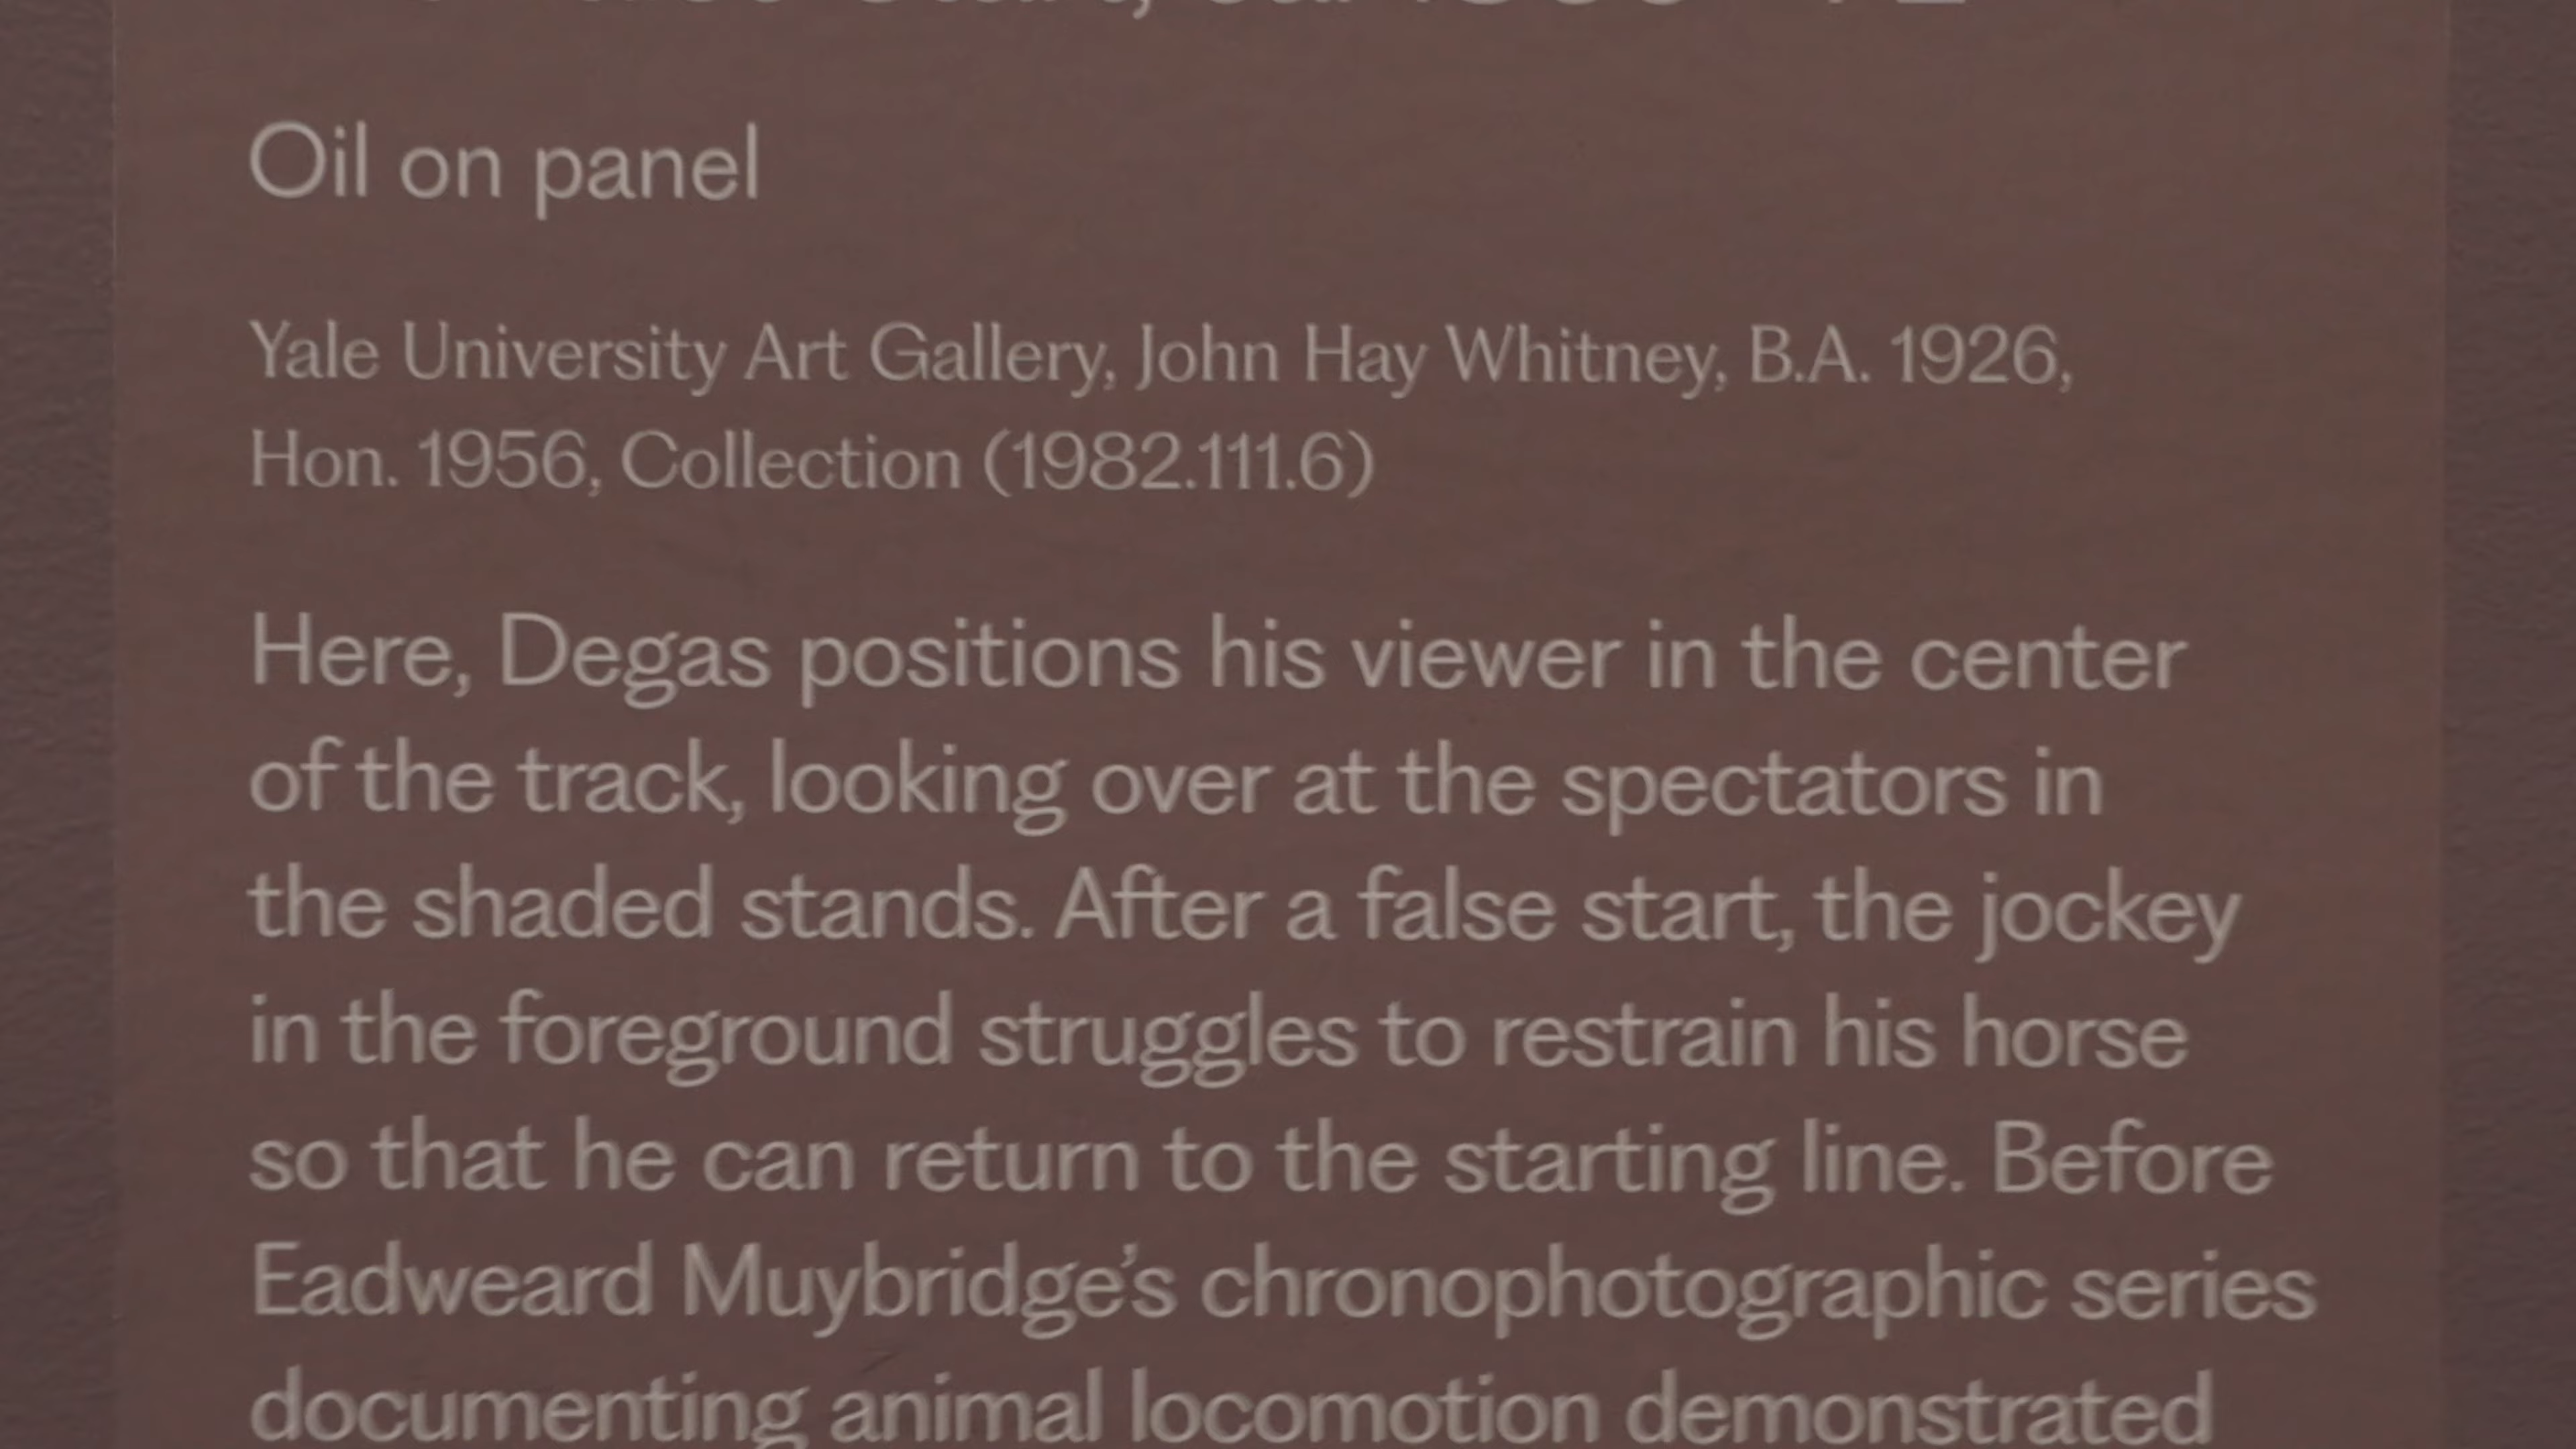 Oil on panel
Yale University Art Gallery, John Hay Whitney, B.A. 1926,
Hon. 1956, Collection (1982.111.6)
Here, Degas positions his viewer in the center
of the track, looking over at the spectators in
the shaded stands. After a false start, the jockey
in the foreground struggles to restrain his horse
so that he can return to the starting line. Before
Eadweard Muybridge’s chronophotographic series
documenting animal locomotion demonstrated